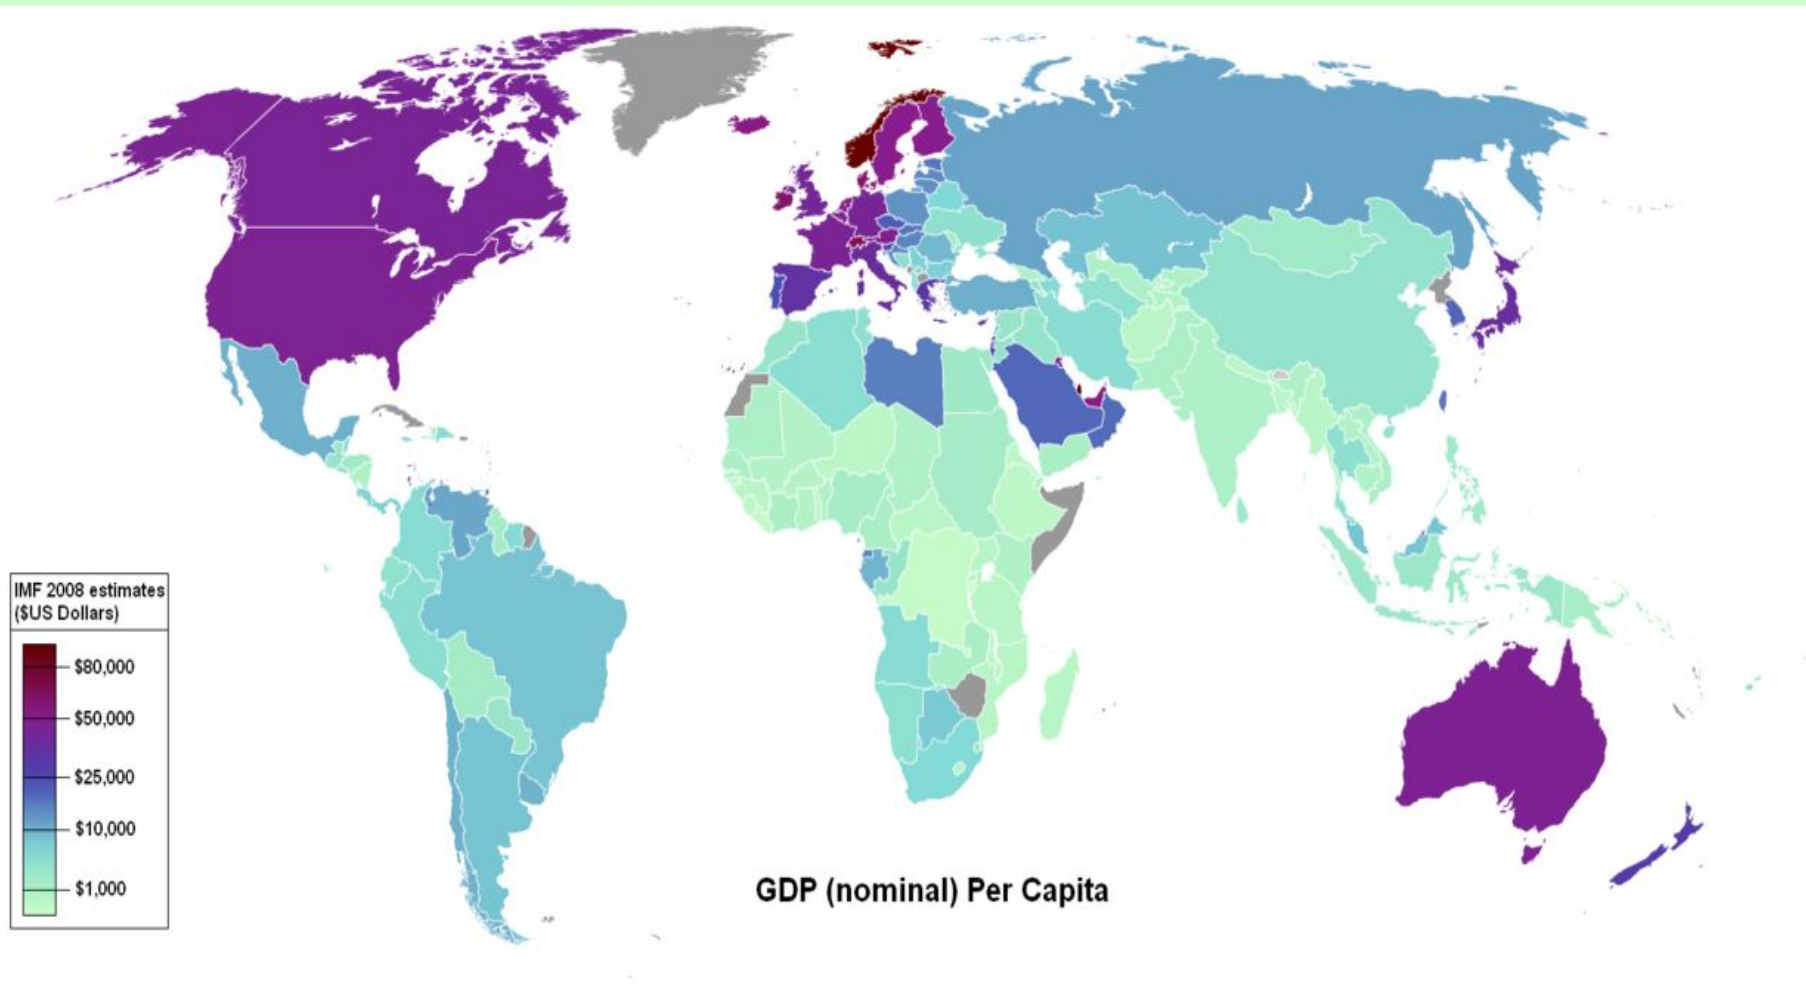 IMF 2008 estimates
($US Dollars)
$80,000
$50,000
$25,000
$10,000
$1,000
GDP (nominal) Per Capita